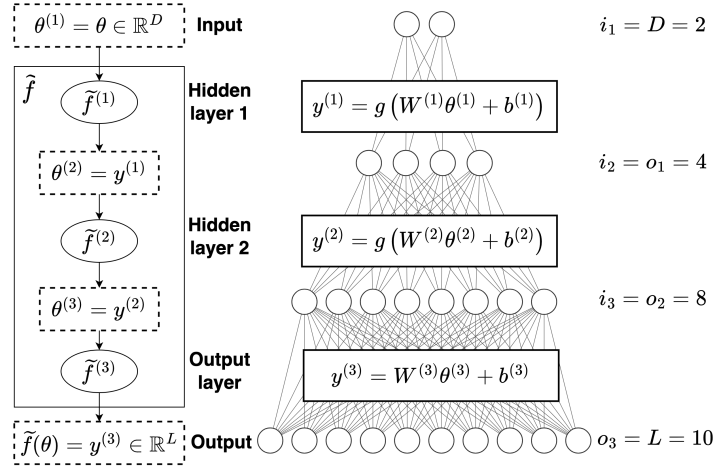 θ^{(1)} = θ ∈ ℝ^D Input i_1 = D = 2
f̃
f̃^{(1)} Hidden layer 1 y^{(1)} = g(W^{(1)}θ^{(1)} + b^{(1)})
θ^{(2)} = y^{(1)} i_2 = o_1 = 4
f̃^{(2)} Hidden layer 2 y^{(2)} = g(W^{(2)}θ^{(2)} + b^{(2)})
θ^{(3)} = y^{(2)} i_3 = o_2 = 8
f̃^{(3)} Output layer y^{(3)} = W^{(3)}θ^{(3)} + b^{(3)}
f̃(θ) = y^{(3)} ∈ ℝ^L Output o_3 = L = 10